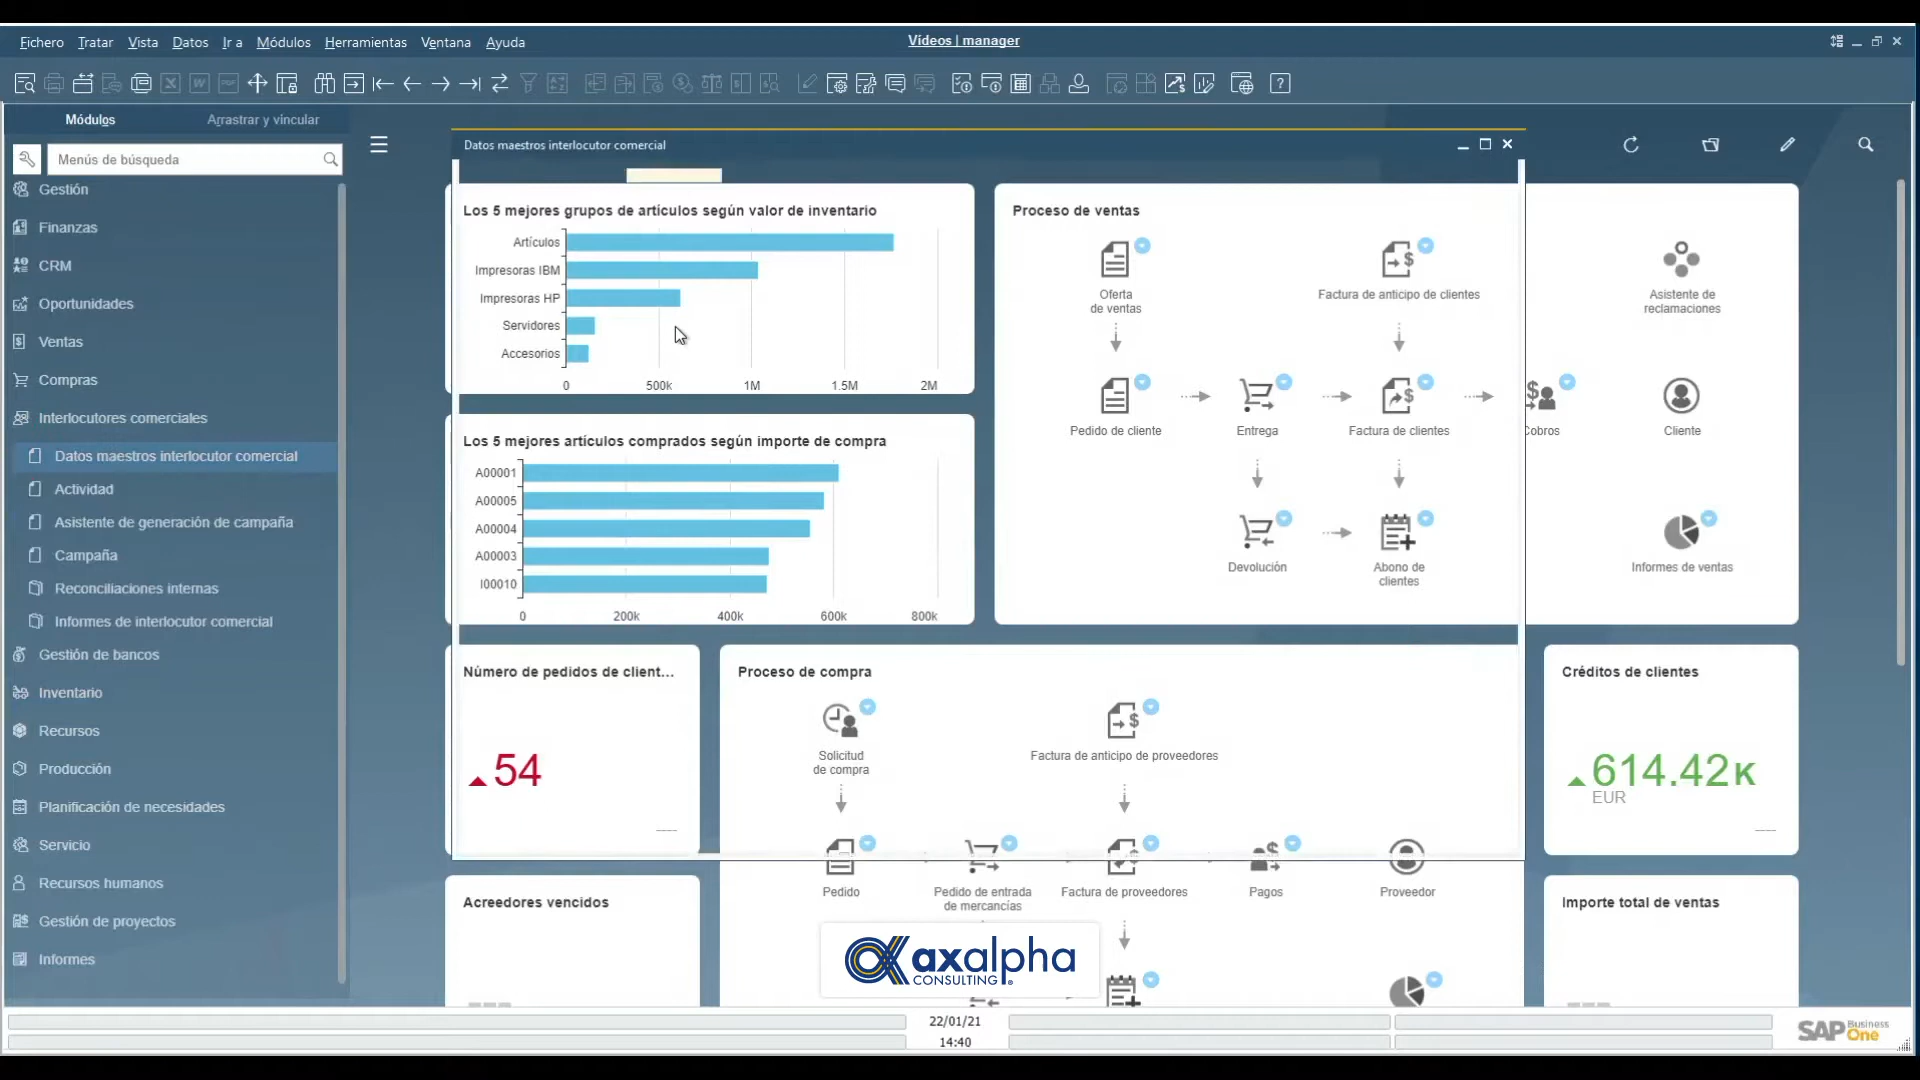 Fichero Tratar Vista Datos Ir a Módulos Herramientas Ventana Ayuda
Vídeos | manager
Módulos
Arrastrar y vincular
Menús de búsqueda
Gestión
Finanzas
CRM
Oportunidades
Ventas
Compras
Interlocutores comerciales
Datos maestros interlocutor comercial
Actividad
Asistente de generación de campaña
Campaña
Reconciliaciones internas
Informes de interlocutor comercial
Gestión de bancos
Inventario
Recursos
Producción
Planificación de necesidades
Servicio
Recursos humanos
Gestión de proyectos
Informes
Datos maestros interlocutor comercial
Los 5 mejores grupos de artículos según valor de inventario
Artículos
Impresoras IBM
Impresoras HP
Servidores
Accesorios
0 500k 1M 1.5M 2M
Los 5 mejores artículos comprados según importe de compra
A00001
A00005
A00004
A00003
I00010
0 200k 400k 600k 800k
Proceso de ventas
Oferta
de ventas
Factura de anticipo de clientes
Asistente de
reclamaciones
Pedido de cliente
Entrega
Factura de clientes
Cobros
Cliente
Devolución
Abono de
clientes
Informes de ventas
Número de pedidos de client...
54
Proceso de compra
Solicitud
de compra
Factura de anticipo de proveedores
Pedido
Pedido de entrada
de mercancías
Factura de proveedores
Pagos
Proveedor
Créditos de clientes
614.42K
EUR
Acreedores vencidos
Importe total de ventas
axalpha
CONSULTING
22/01/21
14:40
SAP Business
One